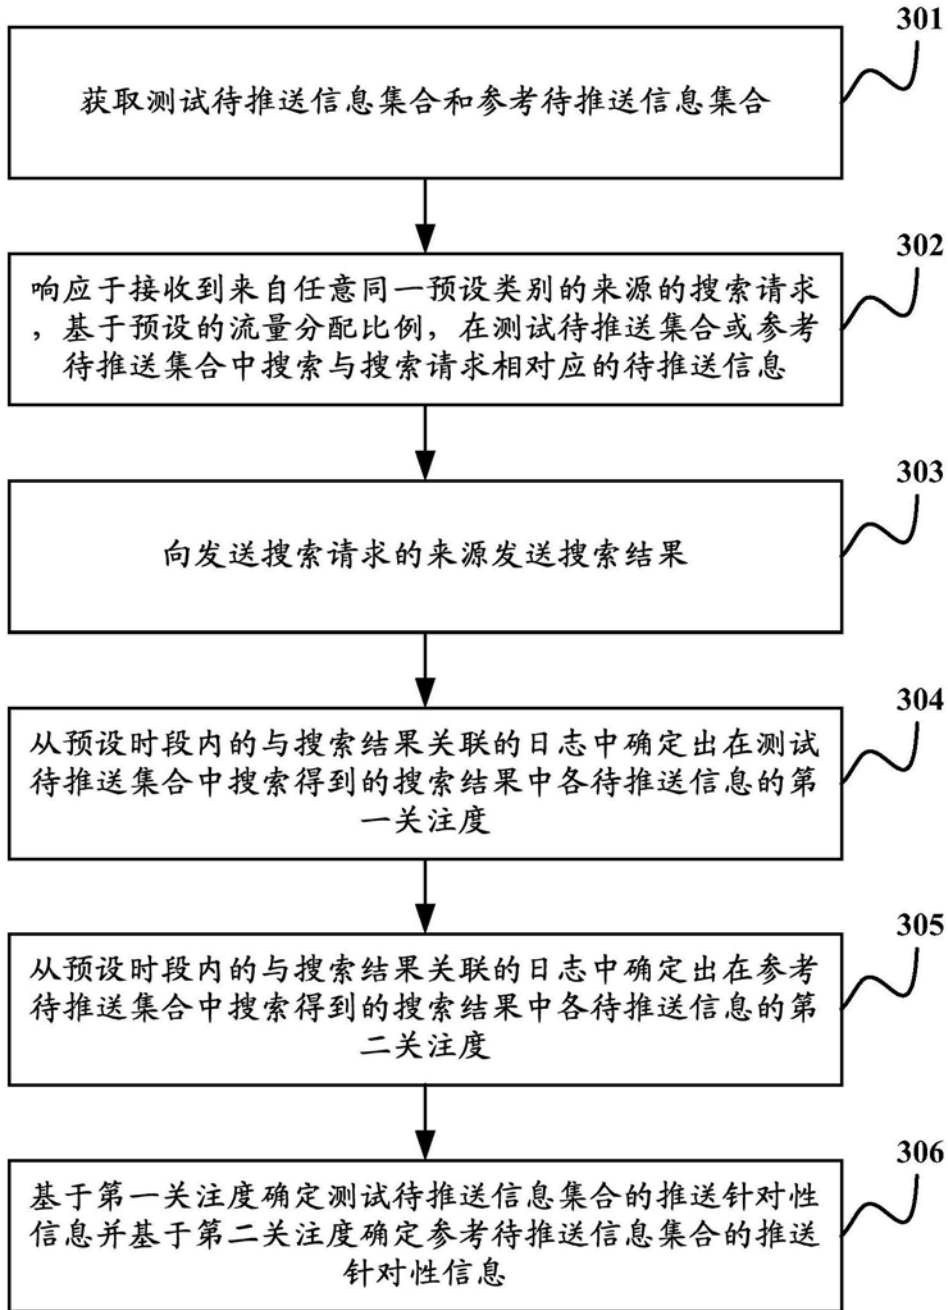 301
获取测试待推送信息集合和参考待推送信息集合
302
响应于接收到来自任意同一预设类别的来源的搜索请求
，基于预设的流量分配比例，在测试待推送集合或参考
待推送集合中搜索与搜索请求相对应的待推送信息
303
向发送搜索请求的来源发送搜索结果
304
从预设时段内的与搜索结果关联的日志中确定出在测试
待推送集合中搜索得到的搜索结果中各待推送信息的第
一关注度
305
从预设时段内的与搜索结果关联的日志中确定出在参考
待推送集合中搜索得到的搜索结果中各待推送信息的第
二关注度
306
基于第一关注度确定测试待推送信息集合的推送针对性
信息并基于第二关注度确定参考待推送信息集合的推送
针对性信息